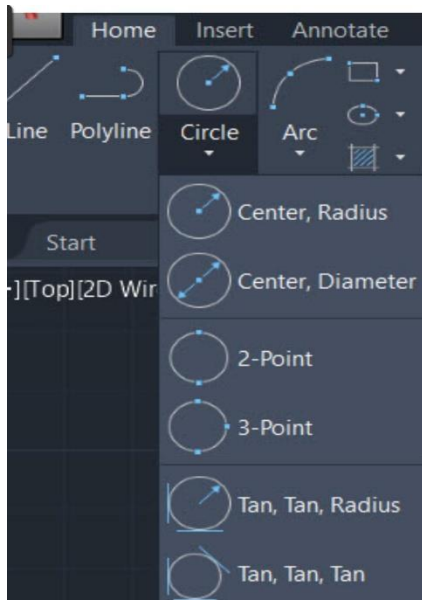 Home Insert Annotate
Line Polyline Circle Arc
Center, Radius
Start
Center, Diameter
][Top][2D Wir
2-Point
3-Point
Tan, Tan, Radius
Tan, Tan, Tan